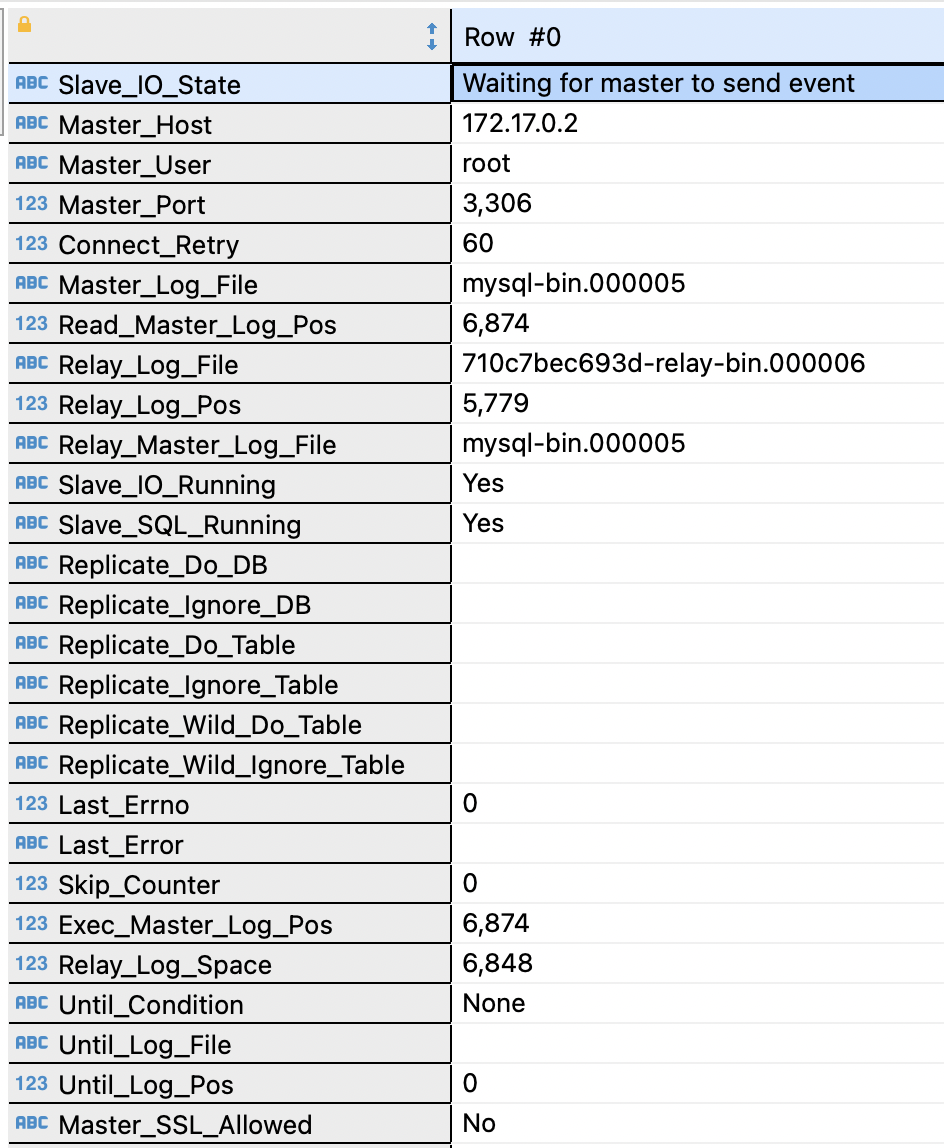 Row #0
ABC Slave_IO_State Waiting for master to send event
ABC Master_Host 172.17.0.2
ABC Master_User root
123 Master_Port 3,306
123 Connect_Retry 60
ABC Master_Log_File mysql-bin.000005
123 Read_Master_Log_Pos 6,874
ABC Relay_Log_File 710c7bec693d-relay-bin.000006
123 Relay_Log_Pos 5,779
ABC Relay_Master_Log_File mysql-bin.000005
ABC Slave_IO_Running Yes
ABC Slave_SQL_Running Yes
ABC Replicate_Do_DB
ABC Replicate_Ignore_DB
ABC Replicate_Do_Table
ABC Replicate_Ignore_Table
ABC Replicate_Wild_Do_Table
ABC Replicate_Wild_Ignore_Table
123 Last_Errno 0
ABC Last_Error
123 Skip_Counter 0
123 Exec_Master_Log_Pos 6,874
123 Relay_Log_Space 6,848
ABC Until_Condition None
ABC Until_Log_File
123 Until_Log_Pos 0
ABC Master_SSL_Allowed No